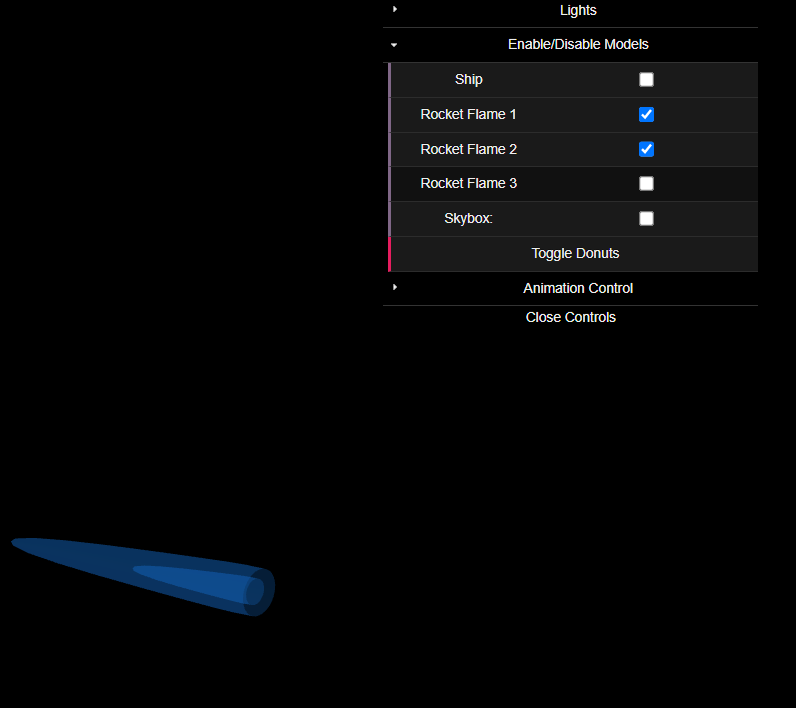 Lights
Enable/Disable Models
Ship
Rocket Flame 1
Rocket Flame 2
Rocket Flame 3
Skybox:
Toggle Donuts
Animation Control
Close Controls